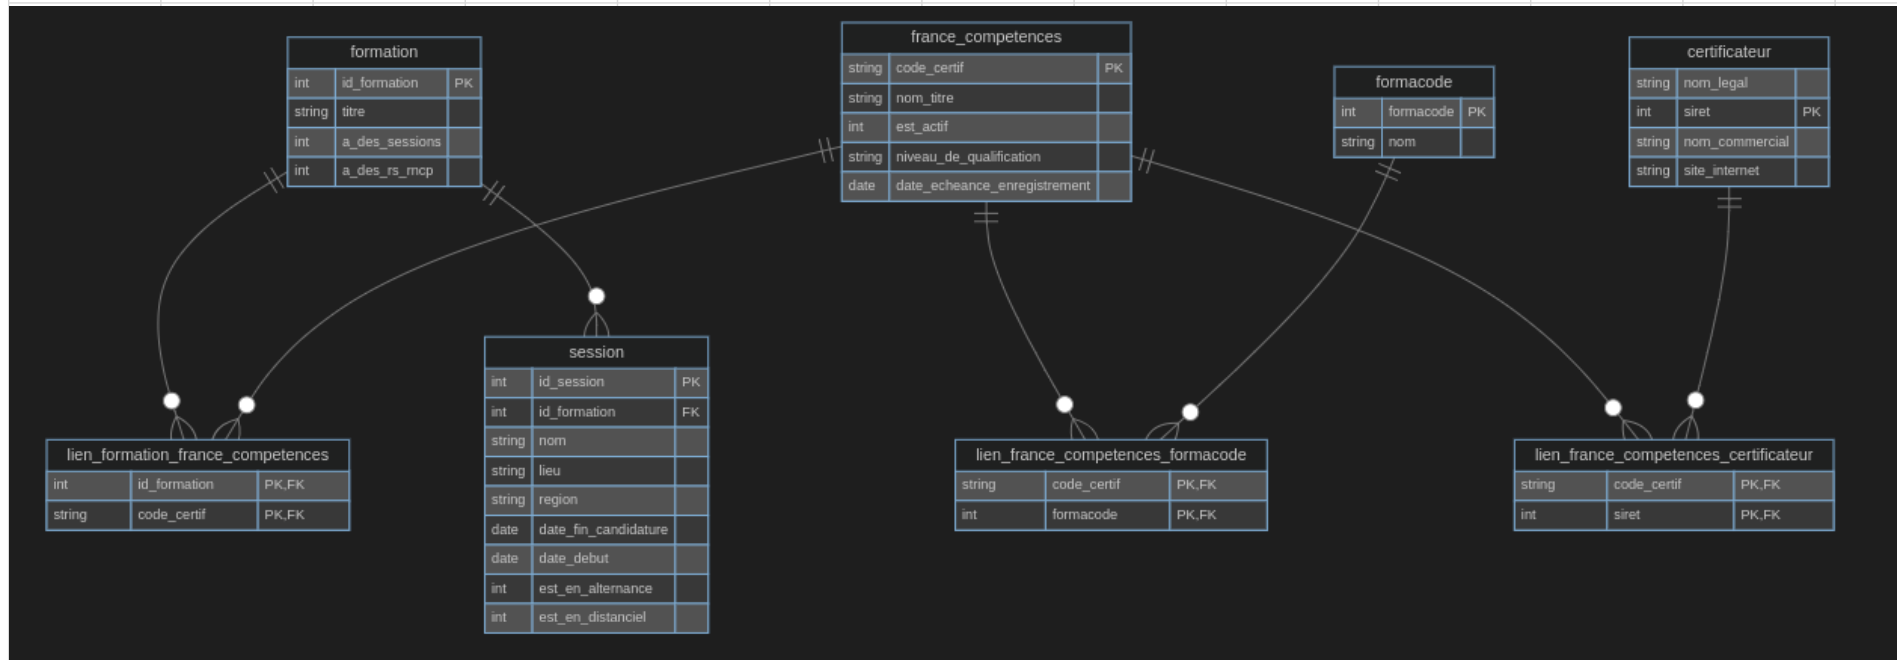 formation
int id_formation PK
string titre
int a_des_sessions
int a_des_rs_rncp
france_competences
string code_certif PK
string nom_titre
int est_actif
string niveau_de_qualification
date date_echeance_enregistrement
formacode
int formacode PK
string nom
certificateur
string nom_legal
int siret PK
string nom_commercial
string site_internet
session
int id_session PK
int id_formation FK
string nom
string lieu
string region
date date_fin_candidature
date date_debut
int est_en_alternance
int est_en_distanciel
lien_formation_france_competences
int id_formation PK,FK
string code_certif PK,FK
lien_france_competences_formacode
string code_certif PK,FK
int formacode PK,FK
lien_france_competences_certificateur
string code_certif PK,FK
int siret PK,FK